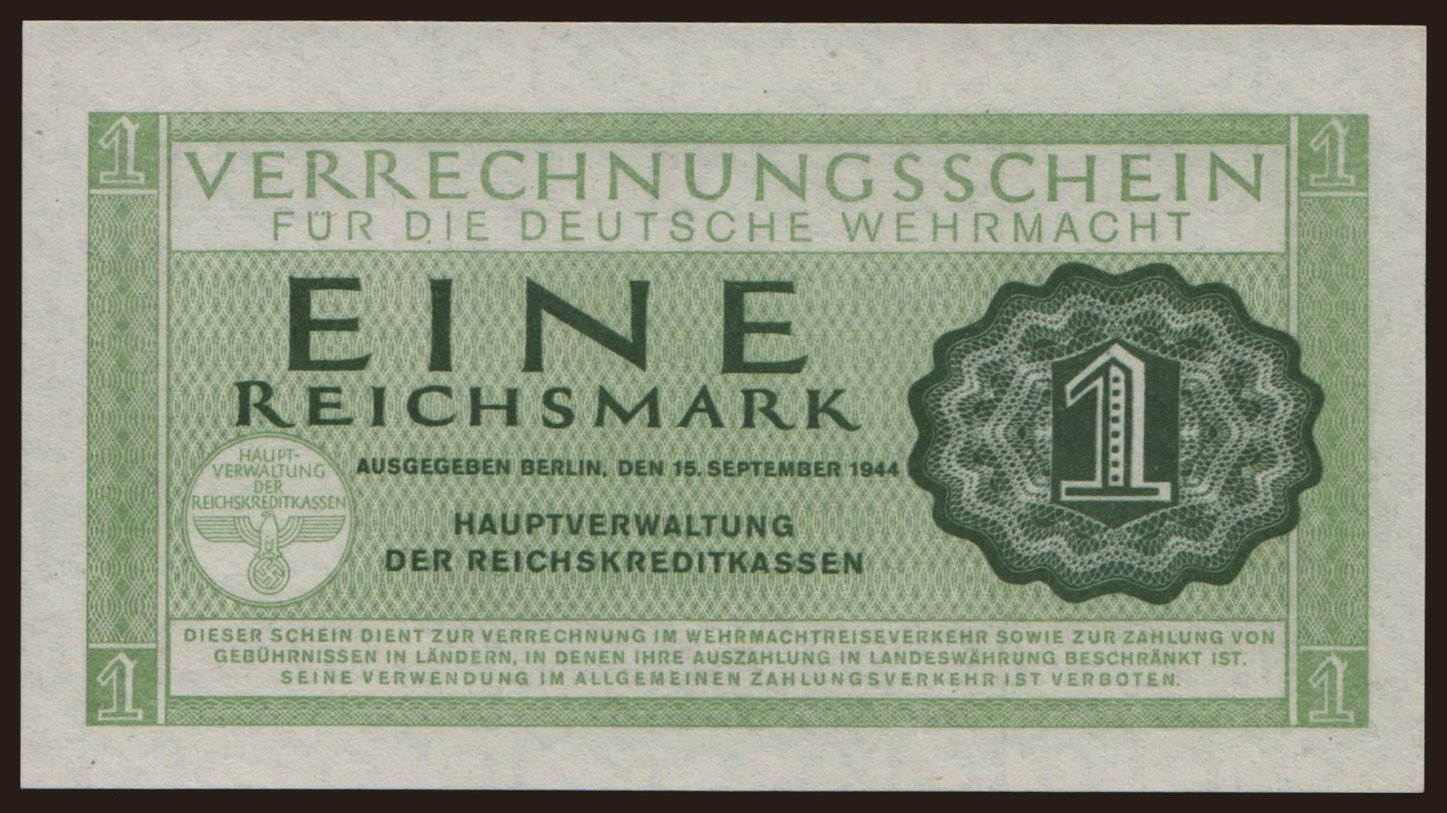 1
1
VERRECHNUNGSSCHEIN
FÜR DIE DEUTSCHE WEHRMACHT
EINE
REICHSMARK
1
HAUPT-
VERWALTUNG
DER
REICHSKREDITKASSEN
AUSGEGEBEN BERLIN, DEN 15. SEPTEMBER 1944
HAUPTVERWALTUNG
DER REICHSKREDITKASSEN
DIESER SCHEIN DIENT ZUR VERRECHNUNG IM WEHRMACHTREISEVERKEHR SOWIE ZUR ZAHLUNG VON
GEBÜHRNISSEN IN LÄNDERN, IN DENEN IHRE AUSZAHLUNG IN LANDESWÄHRUNG BESCHRÄNKT IST.
SEINE VERWENDUNG IM ALLGEMEINEN ZAHLUNGSVERKEHR IST VERBOTEN.
1
1